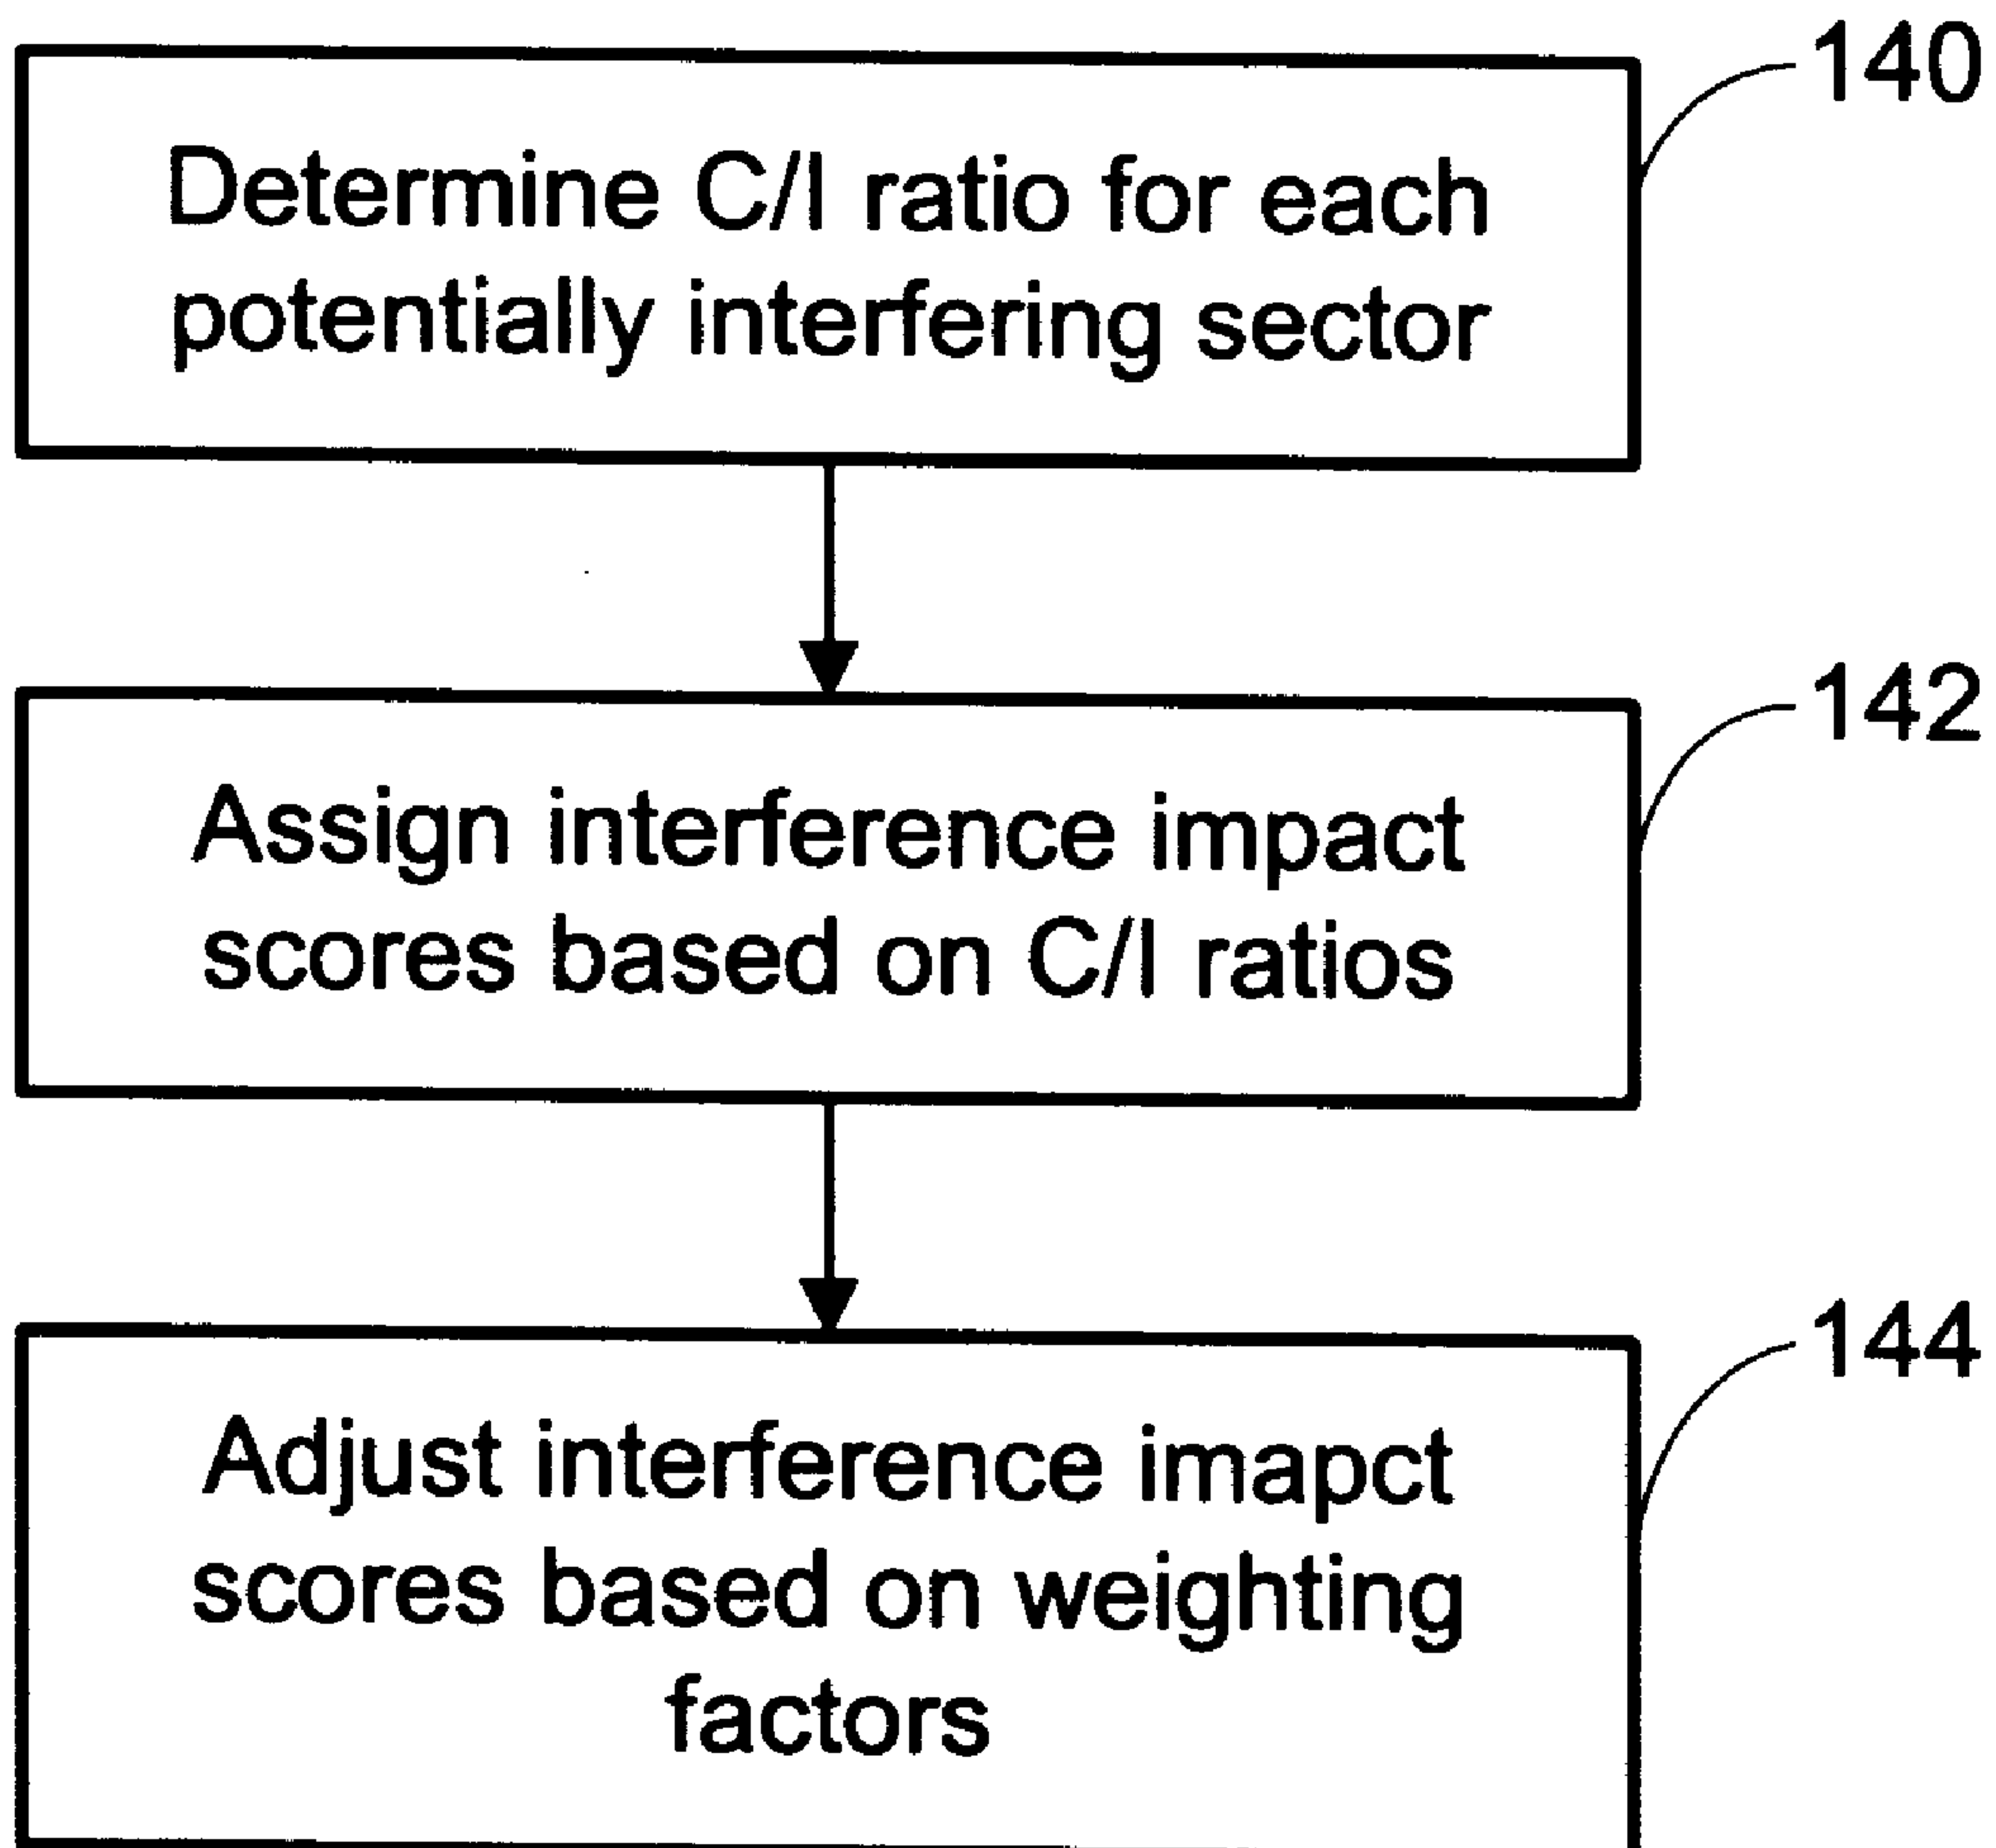 140
Determine C/I ratio for each
potentially interfering sector
142
Assign interference impact
scores based on C/I ratios
144
Adjust interference imapct
scores based on weighting
factors